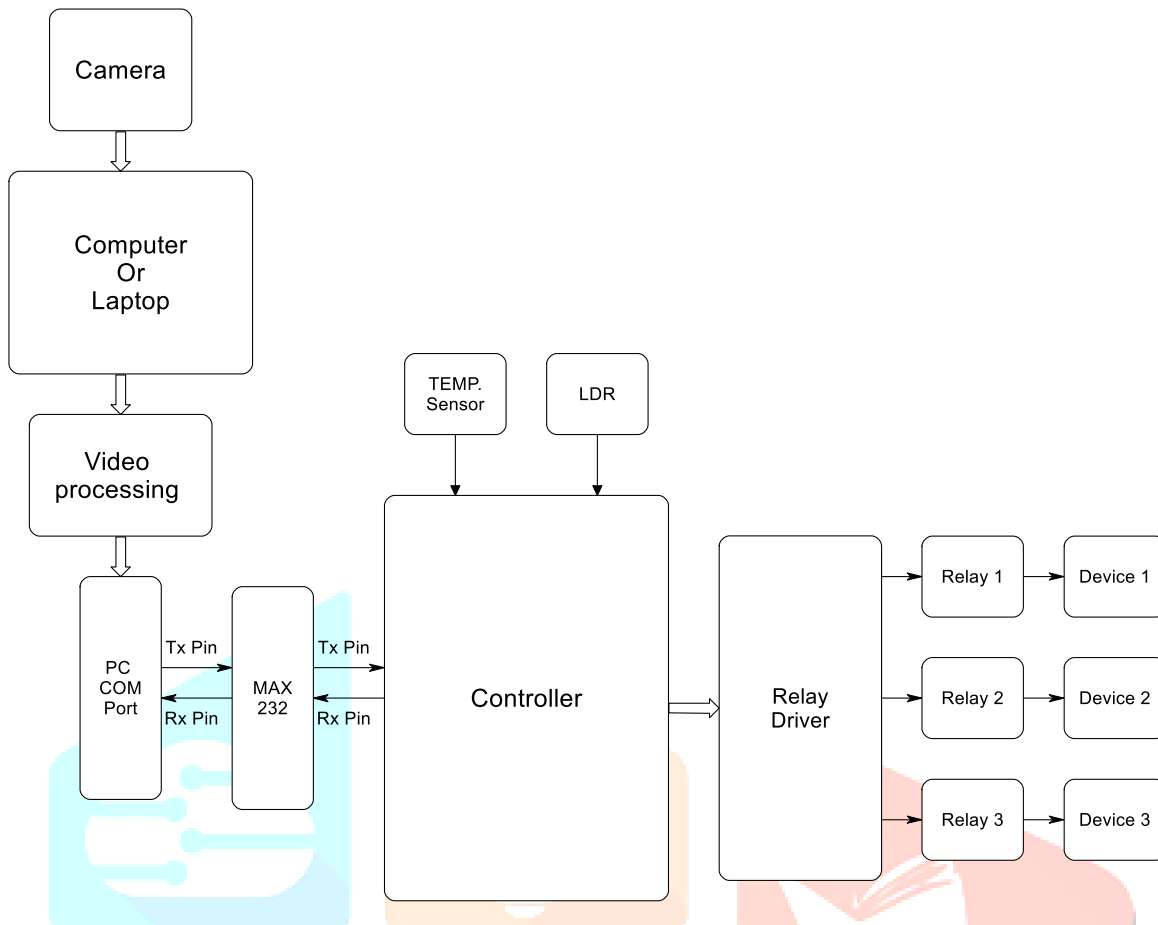 Camera
Computer
Or
Laptop
Video
processing
TEMP.
Sensor
LDR
PC
COM
Port
Tx Pin
Rx Pin
MAX
232
Tx Pin
Rx Pin
Controller
Relay
Driver
Relay 1
Device 1
Relay 2
Device 2
Relay 3
Device 3